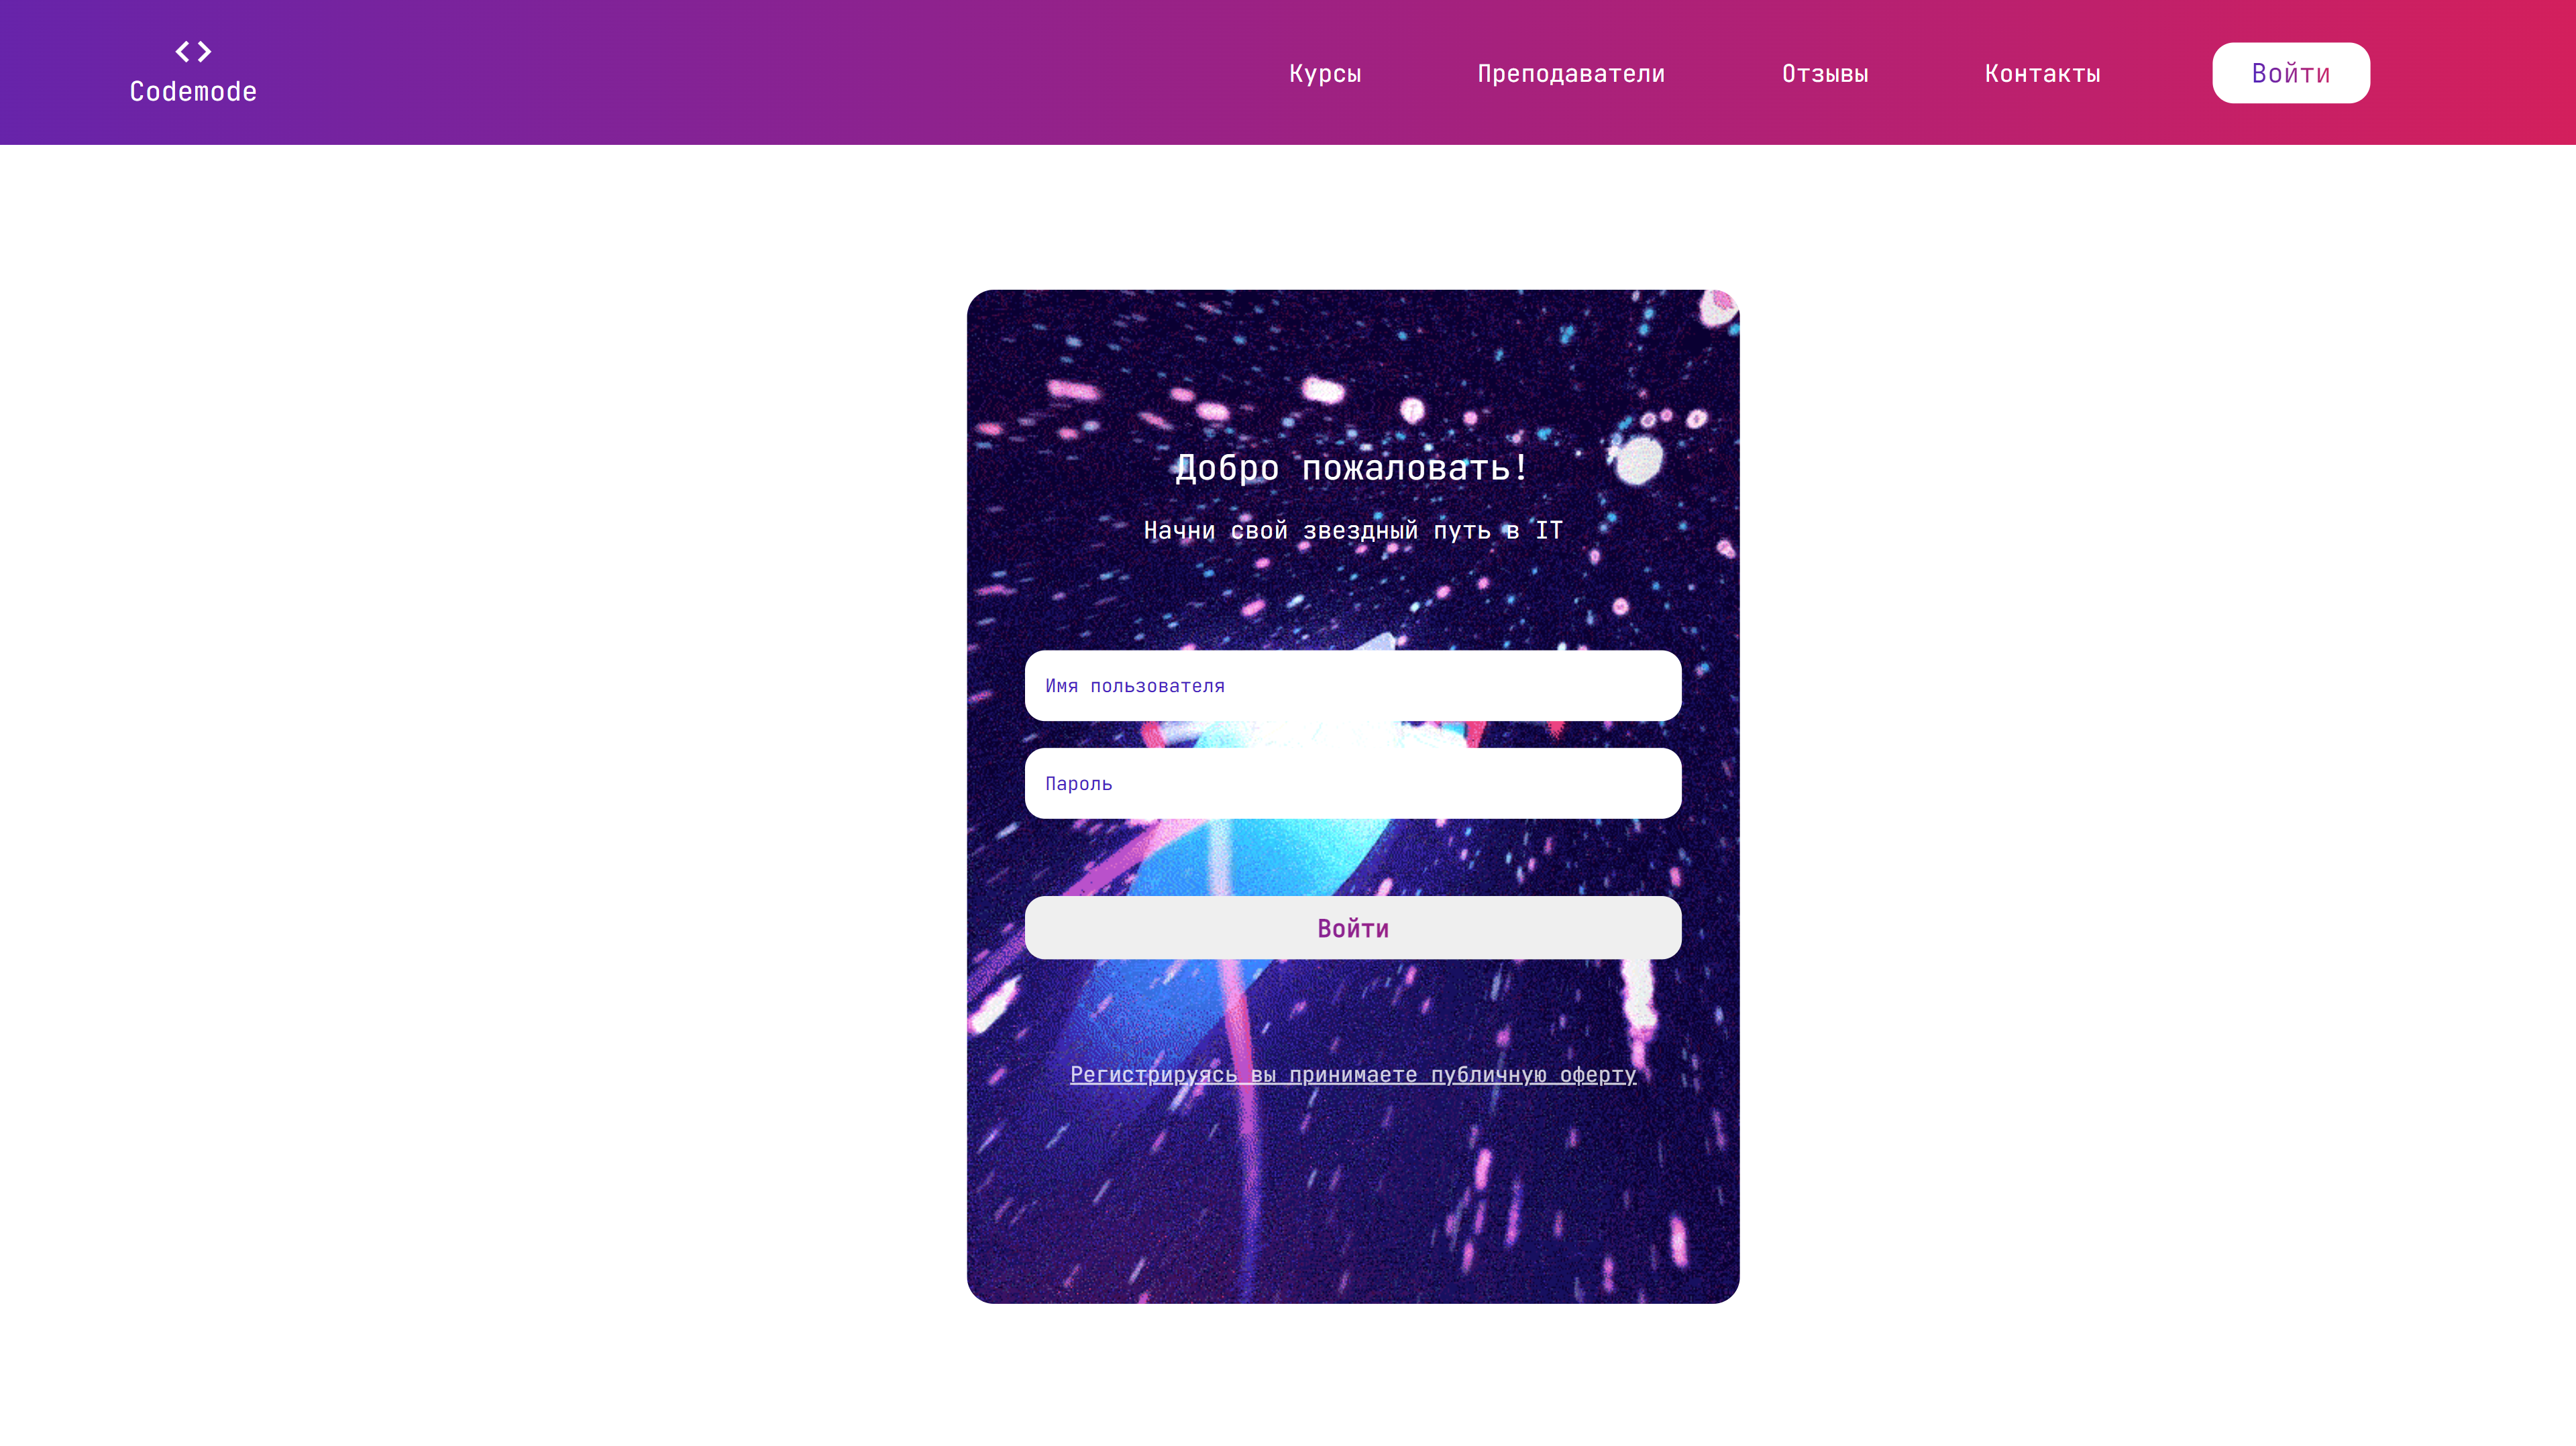 Codemode
Курсы
Преподаватели
Отзывы
Контакты
Войти
Добро пожаловать!
Начни свой звездный путь в IT
Имя пользователя
Пароль
Войти
Регистрируясь вы принимаете публичную оферту